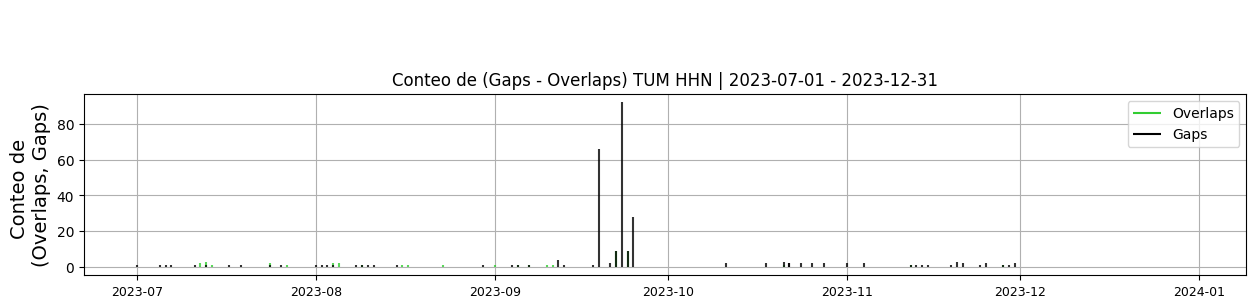 Conteo de (Gaps - Overlaps) TUM HHN | 2023-07-01 - 2023-12-31
Conteo de
(Overlaps, Gaps)
80
60
40
20
0
Overlaps
Gaps
2023-07
2023-08
2023-09
2023-10
2023-11
2023-12
2024-01